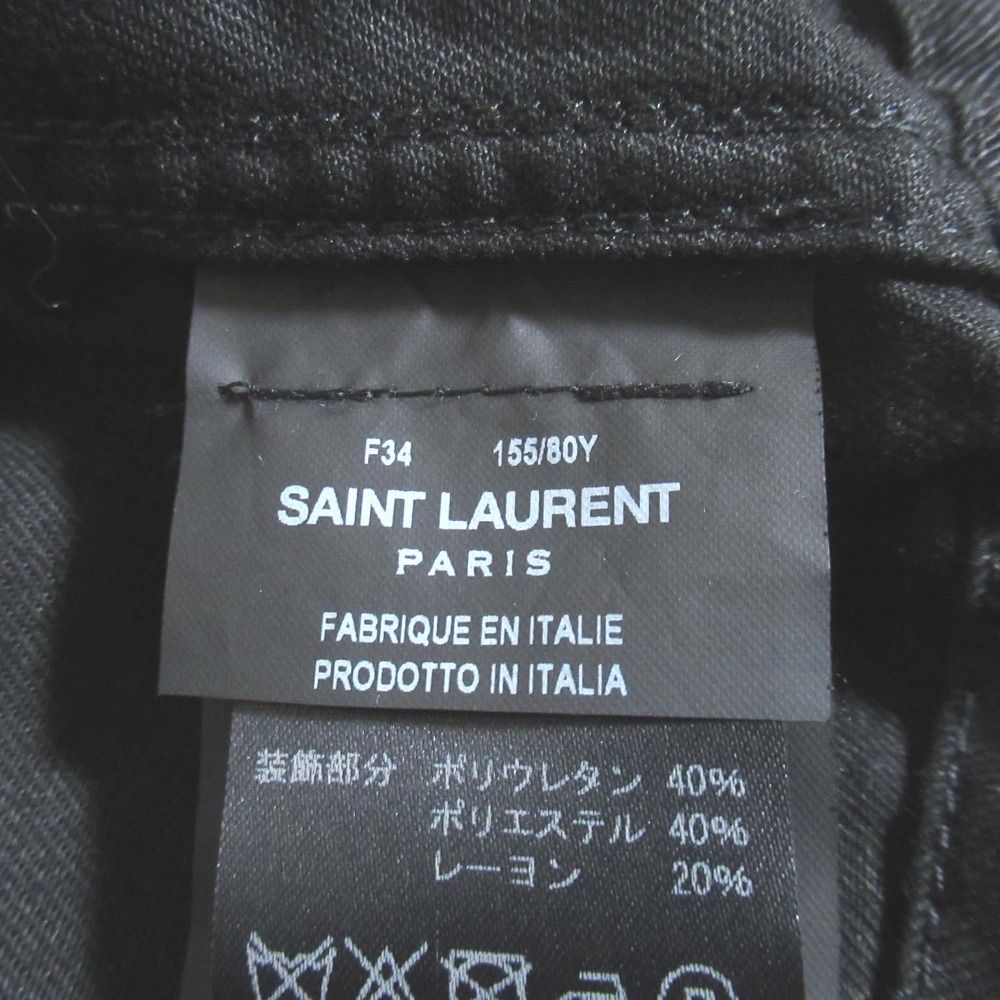 F34 155/80Y
SAINT LAURENT
PARIS
FABRIQUE EN ITALIE
PRODOTTO IN ITALIA
装飾部分 ポリウレタン 40%
ポリエステル 40%
レーヨン 20%